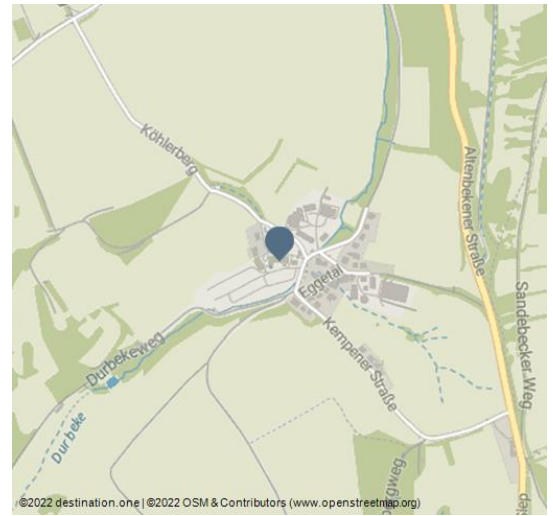 Köhlerberg
Altenbekener Straße
Eggetal
Sandebecker Weg
Durbekeweg
Kempener Straße
Durbeke
©2022 destination.one | ©2022 OSM & Contributors (www.openstreetmap.org)